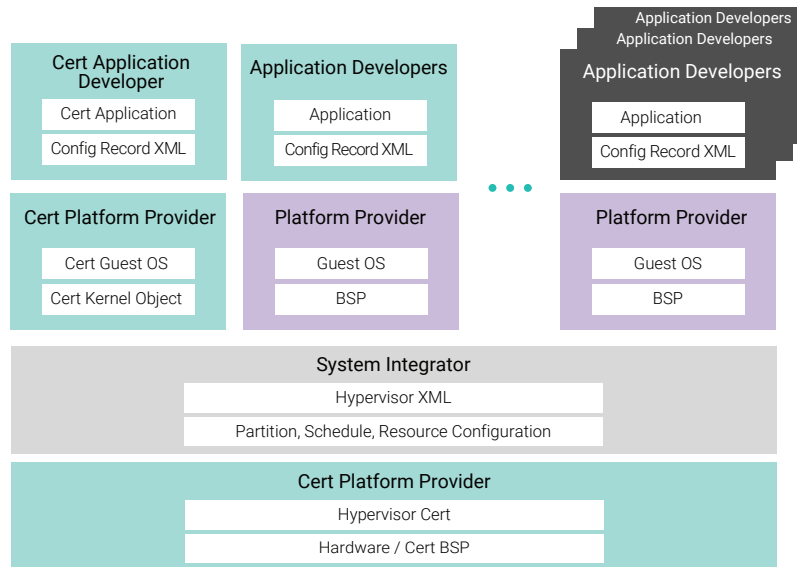 Application Developers
Application Developers
Cert Application
Developer
Cert Application
Config Record XML
Application Developers
Application
Config Record XML
Application Developers
Application
Config Record XML
Cert Platform Provider
Cert Guest OS
Cert Kernel Object
Platform Provider
Guest OS
BSP
Platform Provider
Guest OS
BSP
System Integrator
Hypervisor XML
Partition, Schedule, Resource Configuration
Cert Platform Provider
Hypervisor Cert
Hardware / Cert BSP